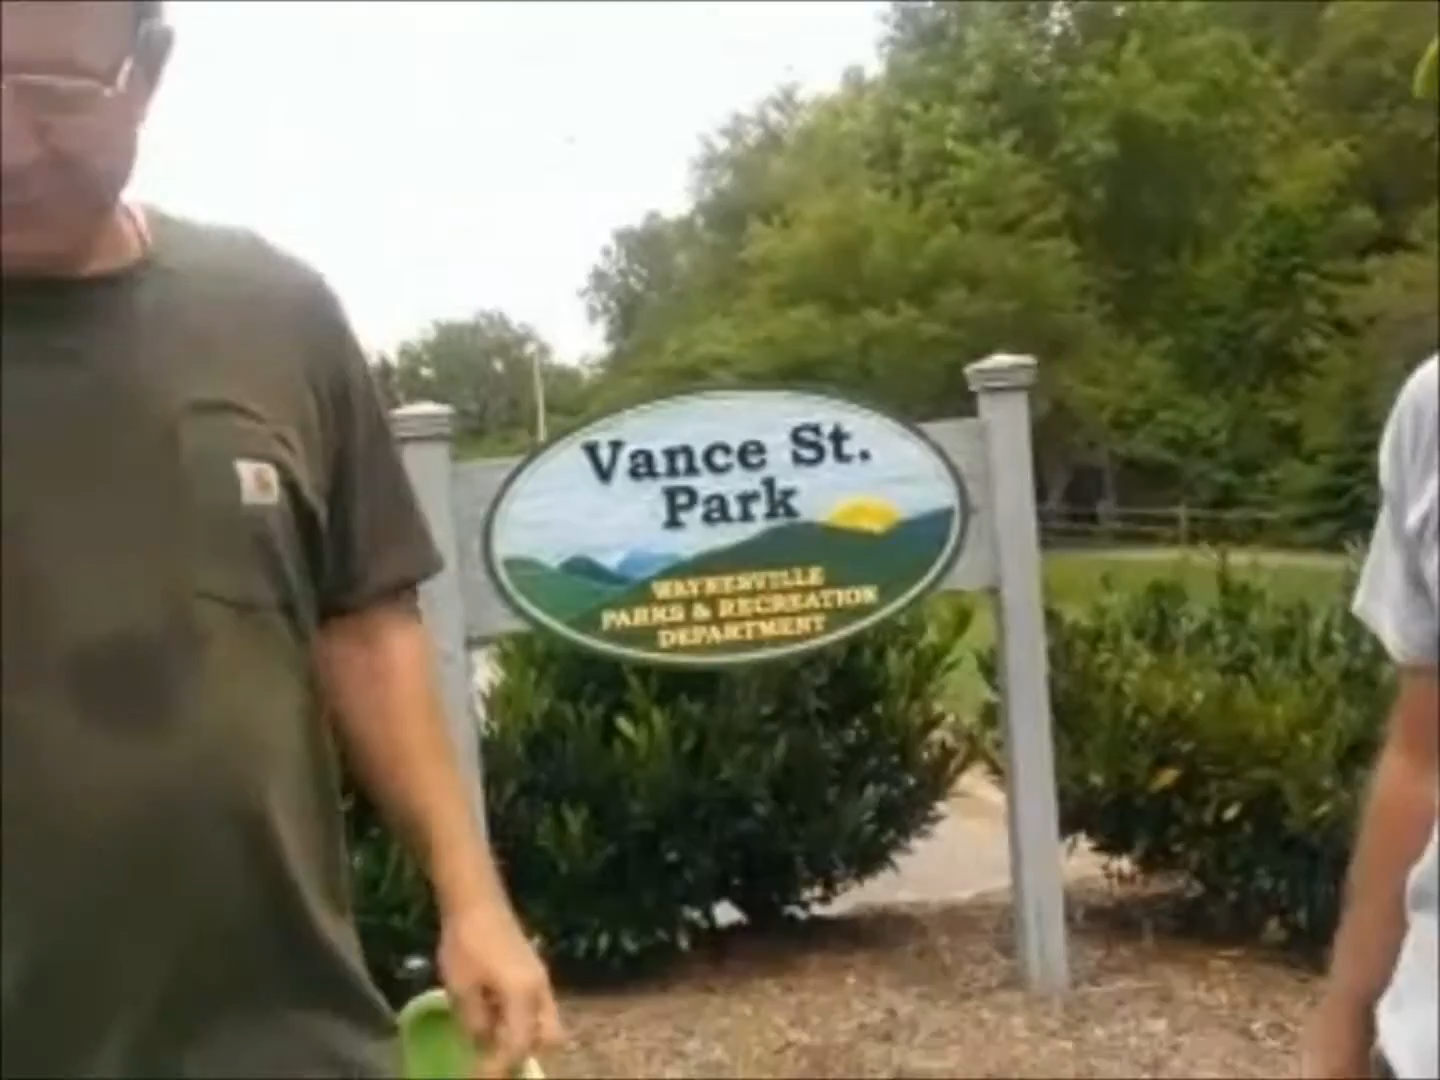 Vance St.
Park
WAYNESVILLE
PARKS & RECREATION
DEPARTMENT